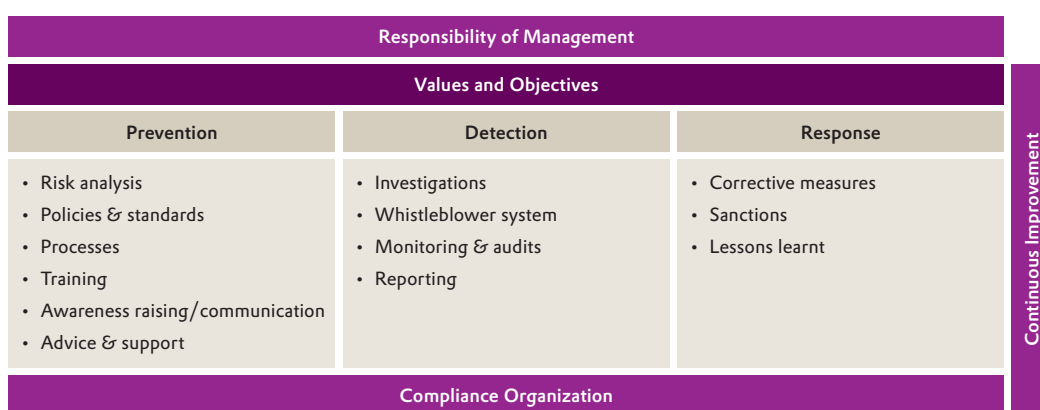 Responsibility of Management
Values and Objectives
Prevention
• Risk analysis
• Policies & standards
• Processes
• Training
• Awareness raising/communication
• Advice & support
Detection
• Investigations
• Whistleblower system
• Monitoring & audits
• Reporting
Response
• Corrective measures
• Sanctions
• Lessons learnt
Compliance Organization
Continuous Improvement